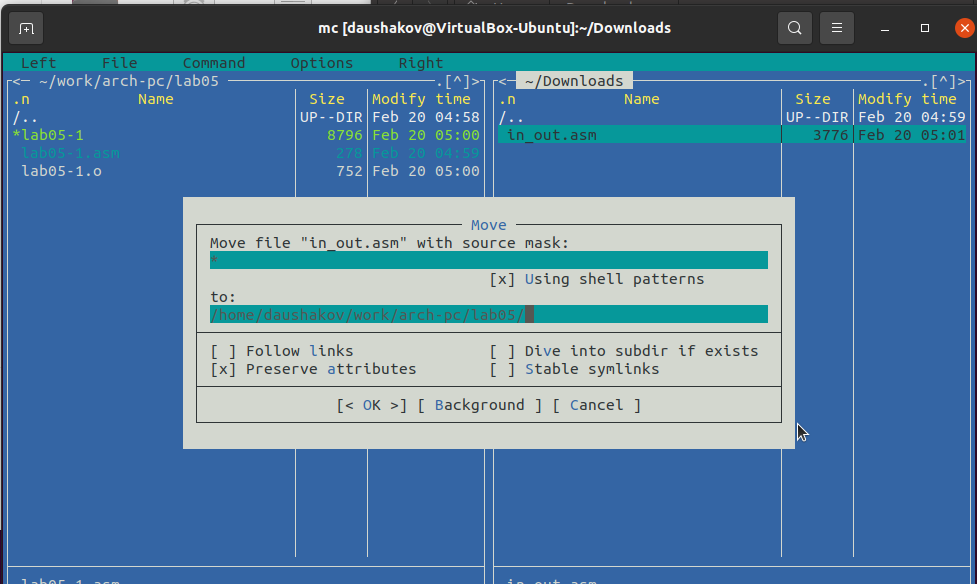 mc [daushakov@VirtualBox-Ubuntu]:~/Downloads
Left File Command Options Right
<─ ~/work/arch-pc/lab05 .[^]> <─ ~/Downloads .[^]>
.n Name Size Modify time .n Name Size Modify time
/.. UP--DIR Feb 20 04:58 /.. UP--DIR Feb 20 04:59
*lab05-1 8796 Feb 20 05:00 in_out.asm 3776 Feb 20 05:01
lab05-1.asm 278 Feb 20 04:59
lab05-1.o 752 Feb 20 05:00
Move
Move file "in_out.asm" with source mask:
*
[x] Using shell patterns
to:
/home/daushakov/work/arch-pc/lab05/
[ ] Follow links [ ] Dive into subdir if exists
[x] Preserve attributes [ ] Stable symlinks
[< OK >] [ Background ] [ Cancel ]
lab05-1.asm in_out.asm